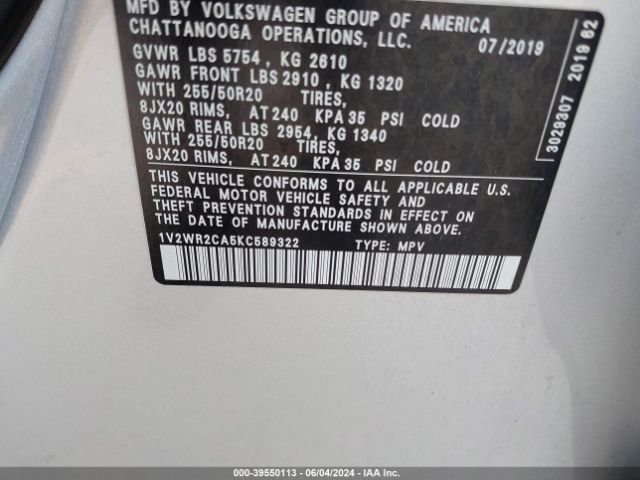 MFD BY VOLKSWAGEN GROUP OF AMERICA
CHATTANOOGA OPERATIONS, LLC. 07/2019
GVWR LBS 5754 , KG 2610
GAWR FRONT LBS 2910 , KG 1320
WITH 255/50R20 TIRES,
8JX20 RIMS, AT 240 KPA 35 PSI COLD
GAWR REAR LBS 2954, KG 1340
WITH 255/50R20 TIRES,
8JX20 RIMS, AT 240 KPA 35 PSI COLD
THIS VEHICLE CONFORMS TO ALL APPLICABLE U.S.
FEDERAL MOTOR VEHICLE SAFETY AND
THEFT PREVENTION STANDARDS IN EFFECT ON
THE DATE OF MANUFACTURE SHOWN ABOVE
1V2WR2CA5KC589322 TYPE: MPV
3029307 2019 62
000-39550113 - 06/04/2024 - IAA Inc.